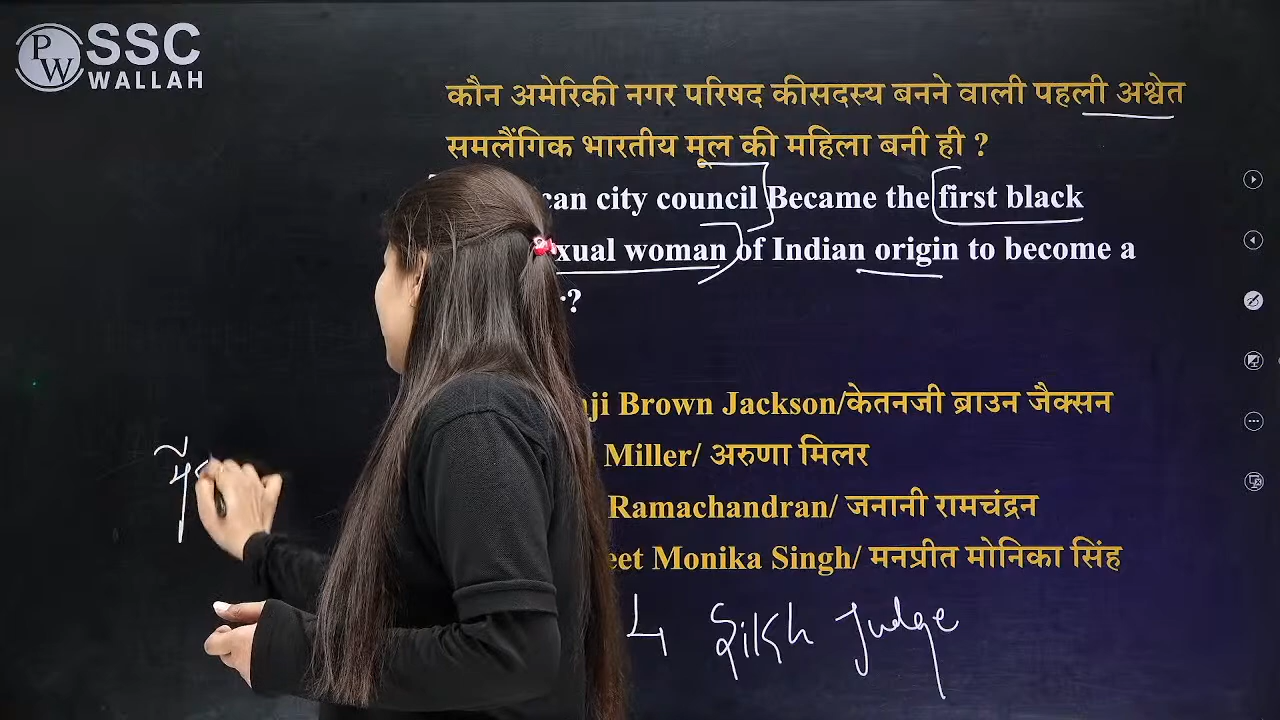 PW SSC
WALLAH
कौन अमेरिकी नगर परिषद कीसदस्य बनने वाली पहली अश्वेत
समलैंगिक भारतीय मूल की महिला बनी ही ?
can city council Became the first black
xual woman of Indian origin to become a
?
ji Brown Jackson/केतनजी ब्राउन जैक्सन
Miller/ अरुणा मिलर
Ramachandran/ जनानी रामचंद्रन
eet Monika Singh/ मनप्रीत मोनिका सिंह
Sikh Judge